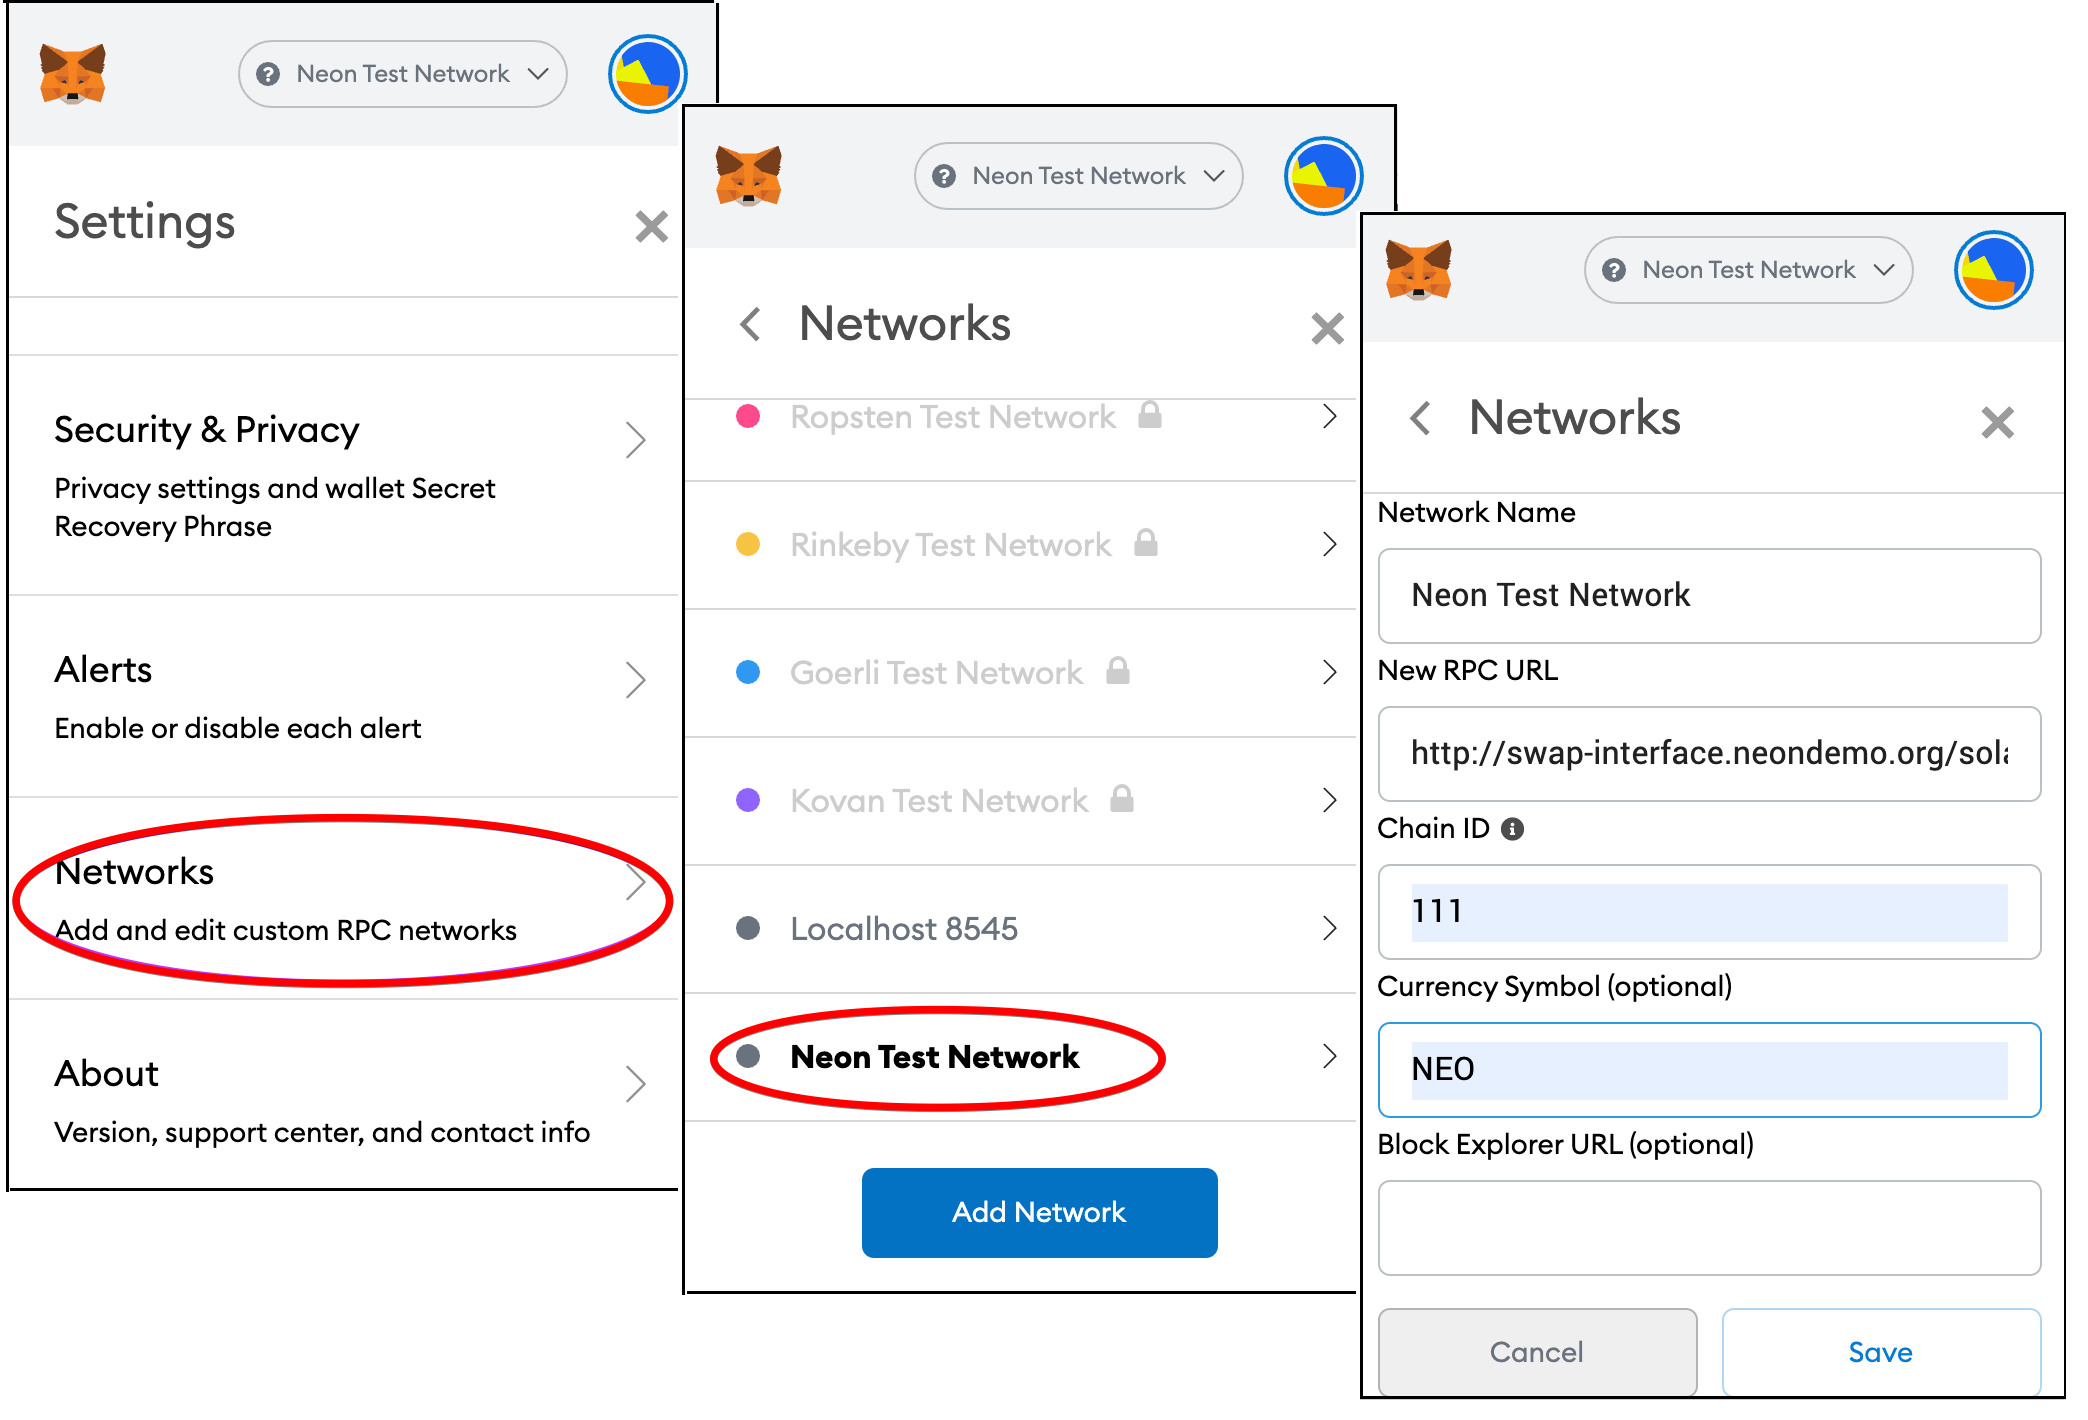 Neon Test Network
Settings
Security & Privacy
Privacy settings and wallet Secret
Recovery Phrase
Alerts
Enable or disable each alert
Networks
Add and edit custom RPC networks
About
Version, support center, and contact info
Neon Test Network
Networks
Ropsten Test Network
Rinkeby Test Network
Goerli Test Network
Kovan Test Network
Localhost 8545
Neon Test Network
Add Network
Neon Test Network
Networks
Network Name
Neon Test Network
New RPC URL
http://swap-interface.neondemo.org/sola
Chain ID
111
Currency Symbol (optional)
NEO
Block Explorer URL (optional)
Cancel
Save